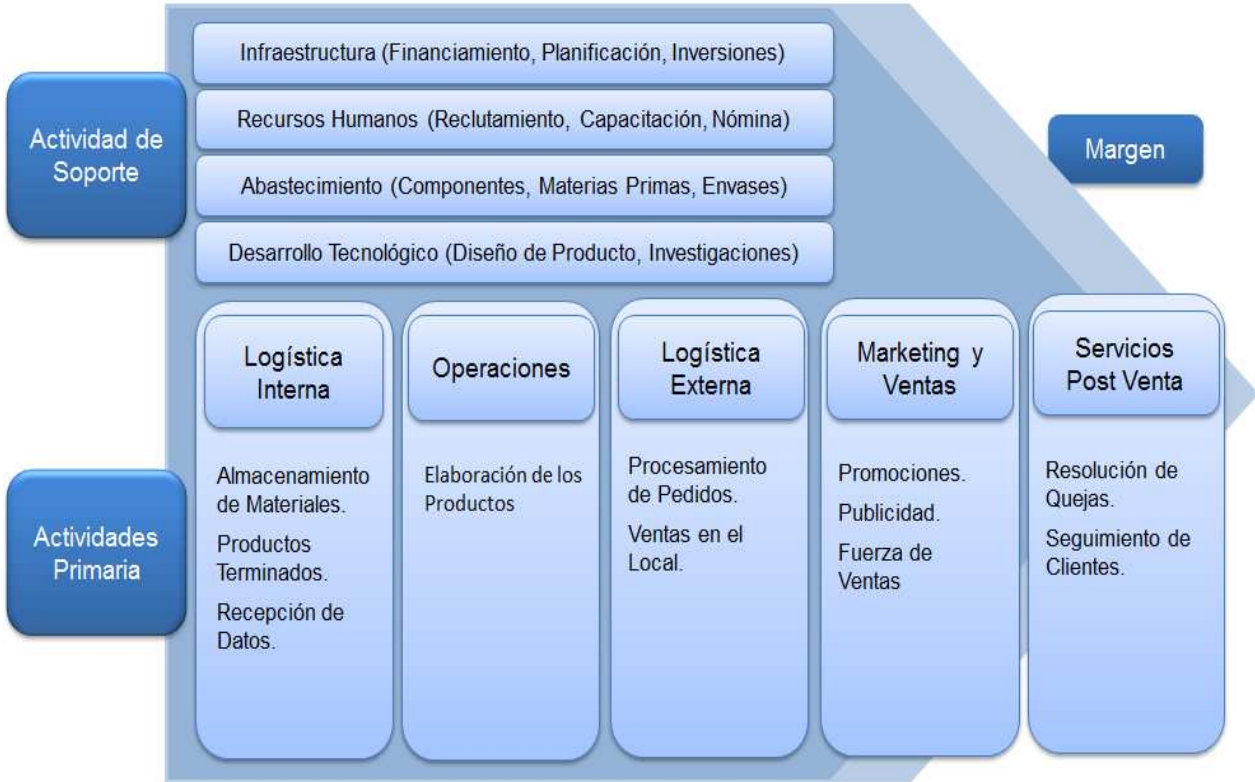 Actividad de
Soporte
Infraestructura (Financiamiento, Planificación, Inversiones)
Recursos Humanos (Reclutamiento, Capacitación, Nómina)
Abastecimiento (Componentes, Materias Primas, Envases)
Desarrollo Tecnológico (Diseño de Producto, Investigaciones)
Margen
Actividades
Primaria
Logística
Interna
Almacenamiento
de Materiales.
Productos
Terminados.
Recepción de
Datos.
Operaciones
Elaboración de los
Productos
Logística
Externa
Procesamiento
de Pedidos.
Ventas en el
Local.
Marketing y
Ventas
Promociones.
Publicidad.
Fuerza de
Ventas
Servicios
Post Venta
Resolución de
Quejas.
Seguimiento de
Clientes.